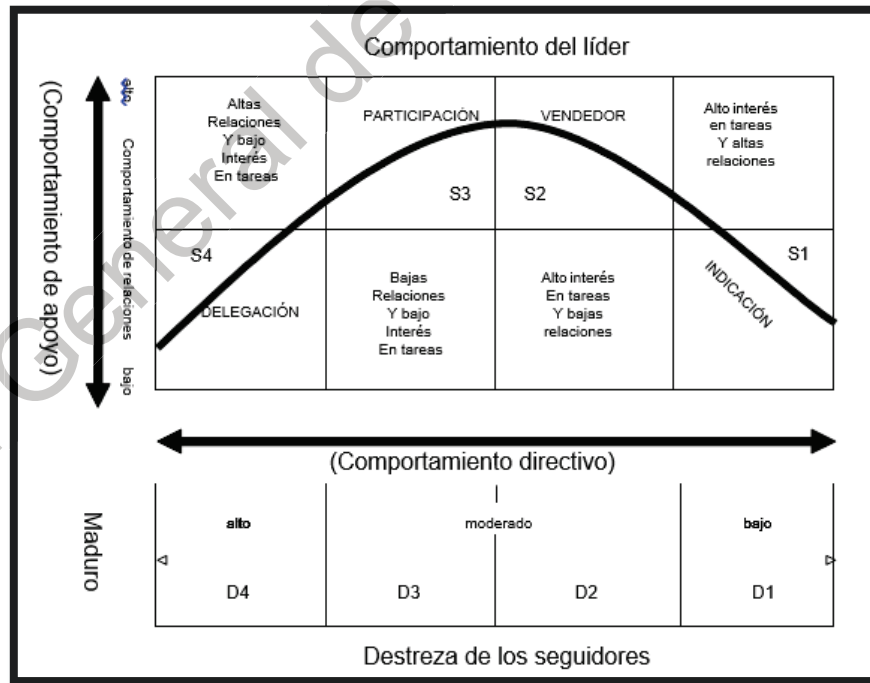 Comportamiento del líder
(Comportamiento de apoyo)
alto
Comportamiento de relaciones
bajo
Altas
Relaciones
Y bajo
Interés
En tareas
PARTICIPACIÓN
VENDEDOR
Alto interés
en tareas
Y altas
relaciones
S3
S2
S4
S1
DELEGACIÓN
Bajas
Relaciones
Y bajo
Interés
En tareas
Alto interés
En tareas
Y bajas
relaciones
INDICACIÓN
(Comportamiento directivo)
Maduro
alto
moderado
bajo
D4
D3
D2
D1
Destreza de los seguidores
General de